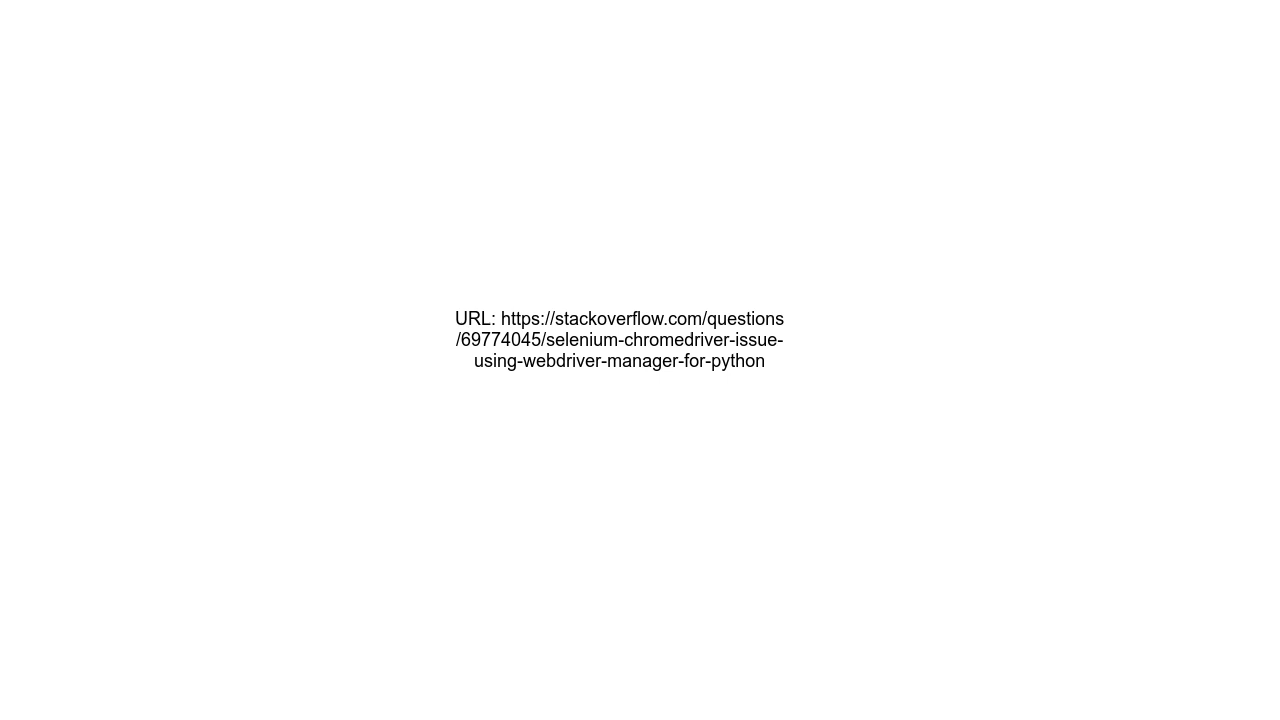 URL: https://stackoverflow.com/questions
/69774045/selenium-chromedriver-issue-
using-webdriver-manager-for-python